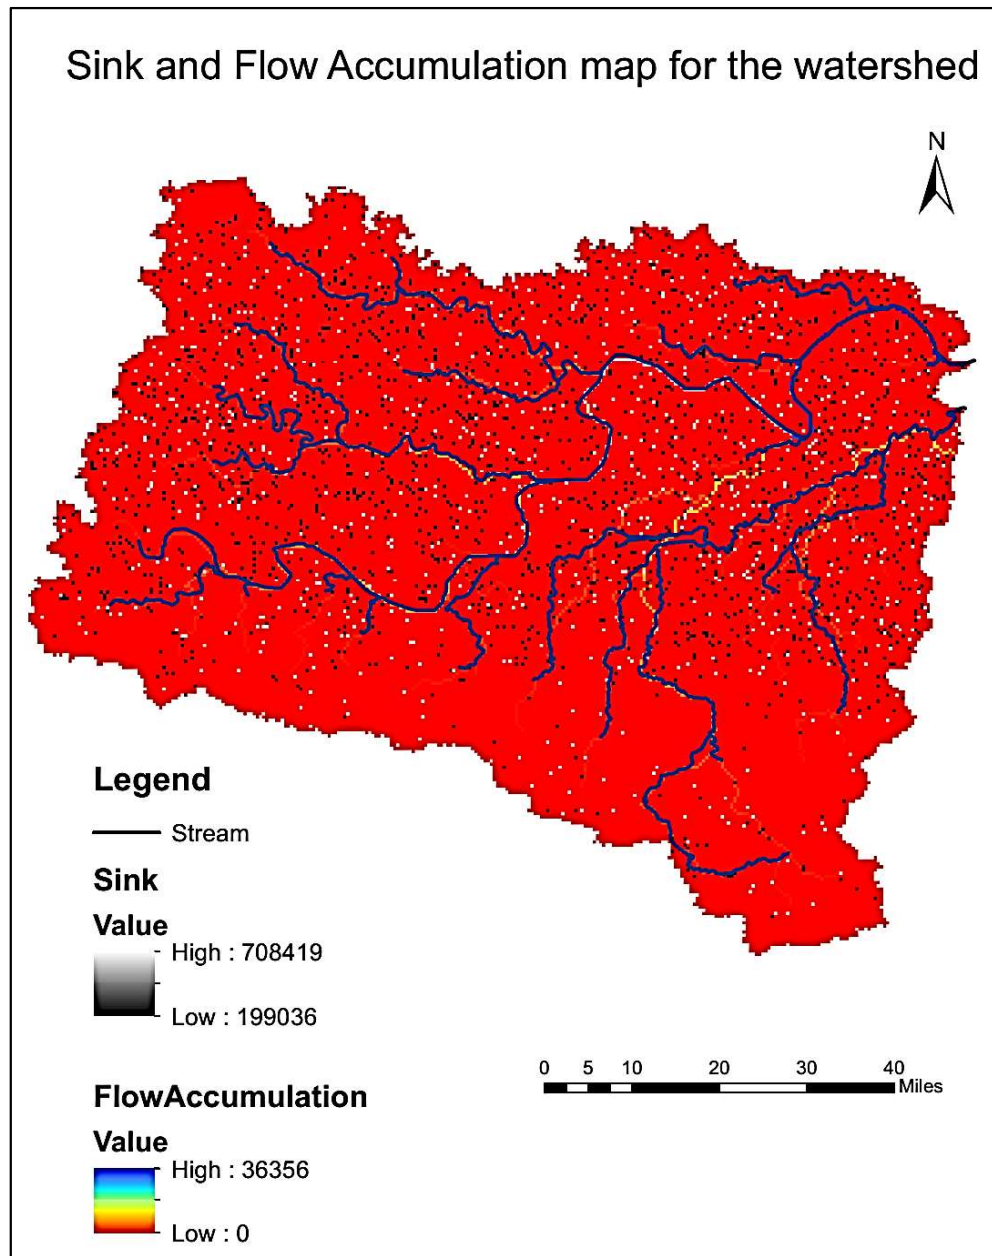 Sink and Flow Accumulation map for the watershed
N
Legend
Stream
Sink
Value
High : 708419
Low : 199036
0 5 10 20 30 40
Miles
FlowAccumulation
Value
High : 36356
Low : 0